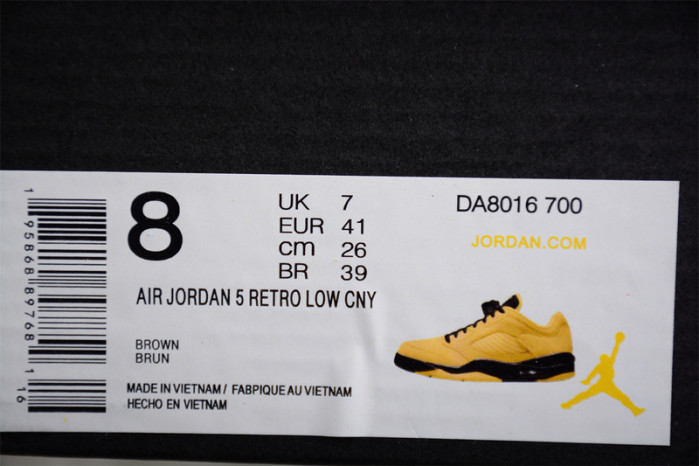 8
UK 7
EUR 41
cm 26
BR 39
DA8016 700
JORDAN.COM
AIR JORDAN 5 RETRO LOW CNY
BROWN
BRUN
MADE IN VIETNAM / FABPIQUE AU VIETNAM
HECHO EN VIETNAM
1 95868 89768 1 16